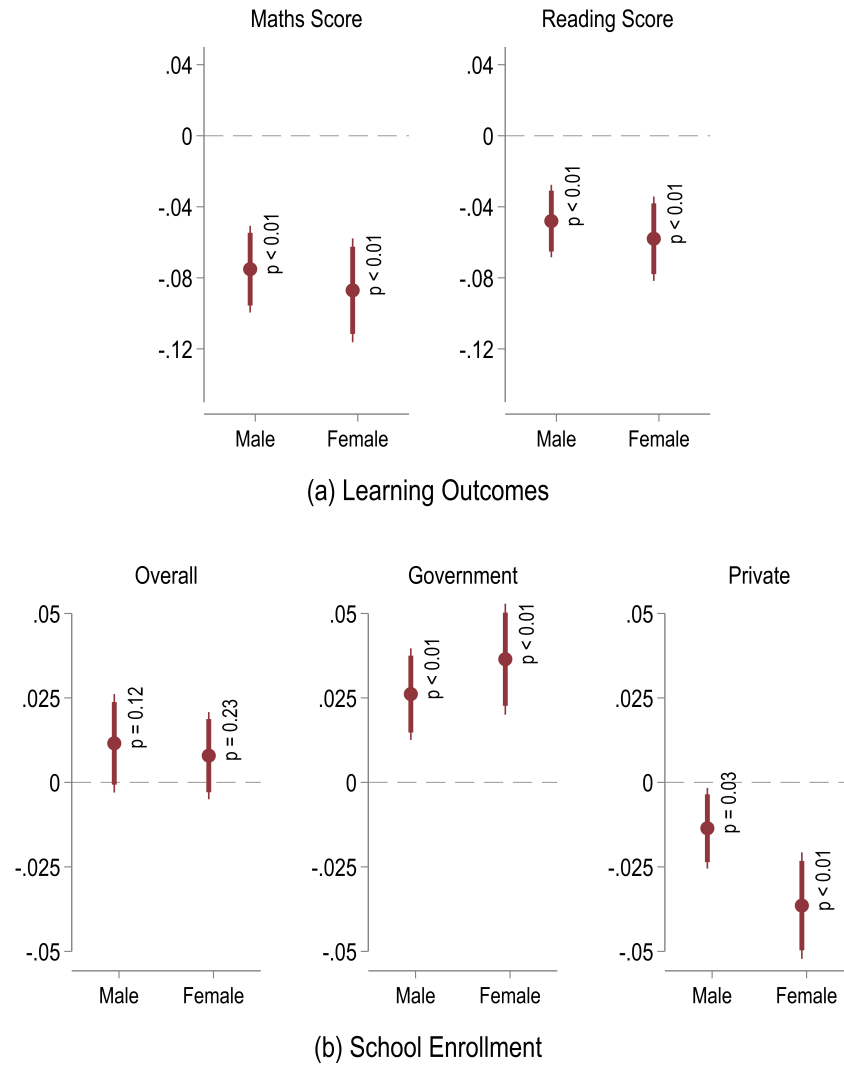 Maths Score
Reading Score
.04
0
-.04
-.08
-.12
p < 0.01
p < 0.01
Male
Female
.04
0
-.04
-.08
-.12
p < 0.01
p < 0.01
Male
Female
(a) Learning Outcomes
Overall
Government
Private
.05
.025
0
-.025
-.05
p = 0.12
p = 0.23
Male
Female
.05
.025
0
-.025
-.05
p < 0.01
p < 0.01
Male
Female
.05
.025
0
-.025
-.05
p = 0.03
p < 0.01
Male
Female
(b) School Enrollment